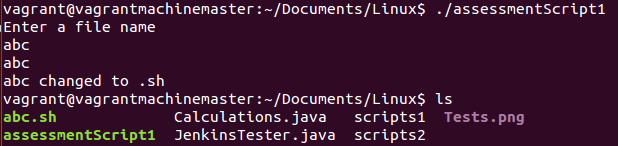 vagrant@vagrantmachinemaster:~/Documents/Linux$ ./assessmentScript1
Enter a file name
abc
abc
abc changed to .sh
vagrant@vagrantmachinemaster:~/Documents/Linux$ ls
abc.sh Calculations.java scripts1 Tests.png
assessmentScript1 JenkinsTester.java scripts2